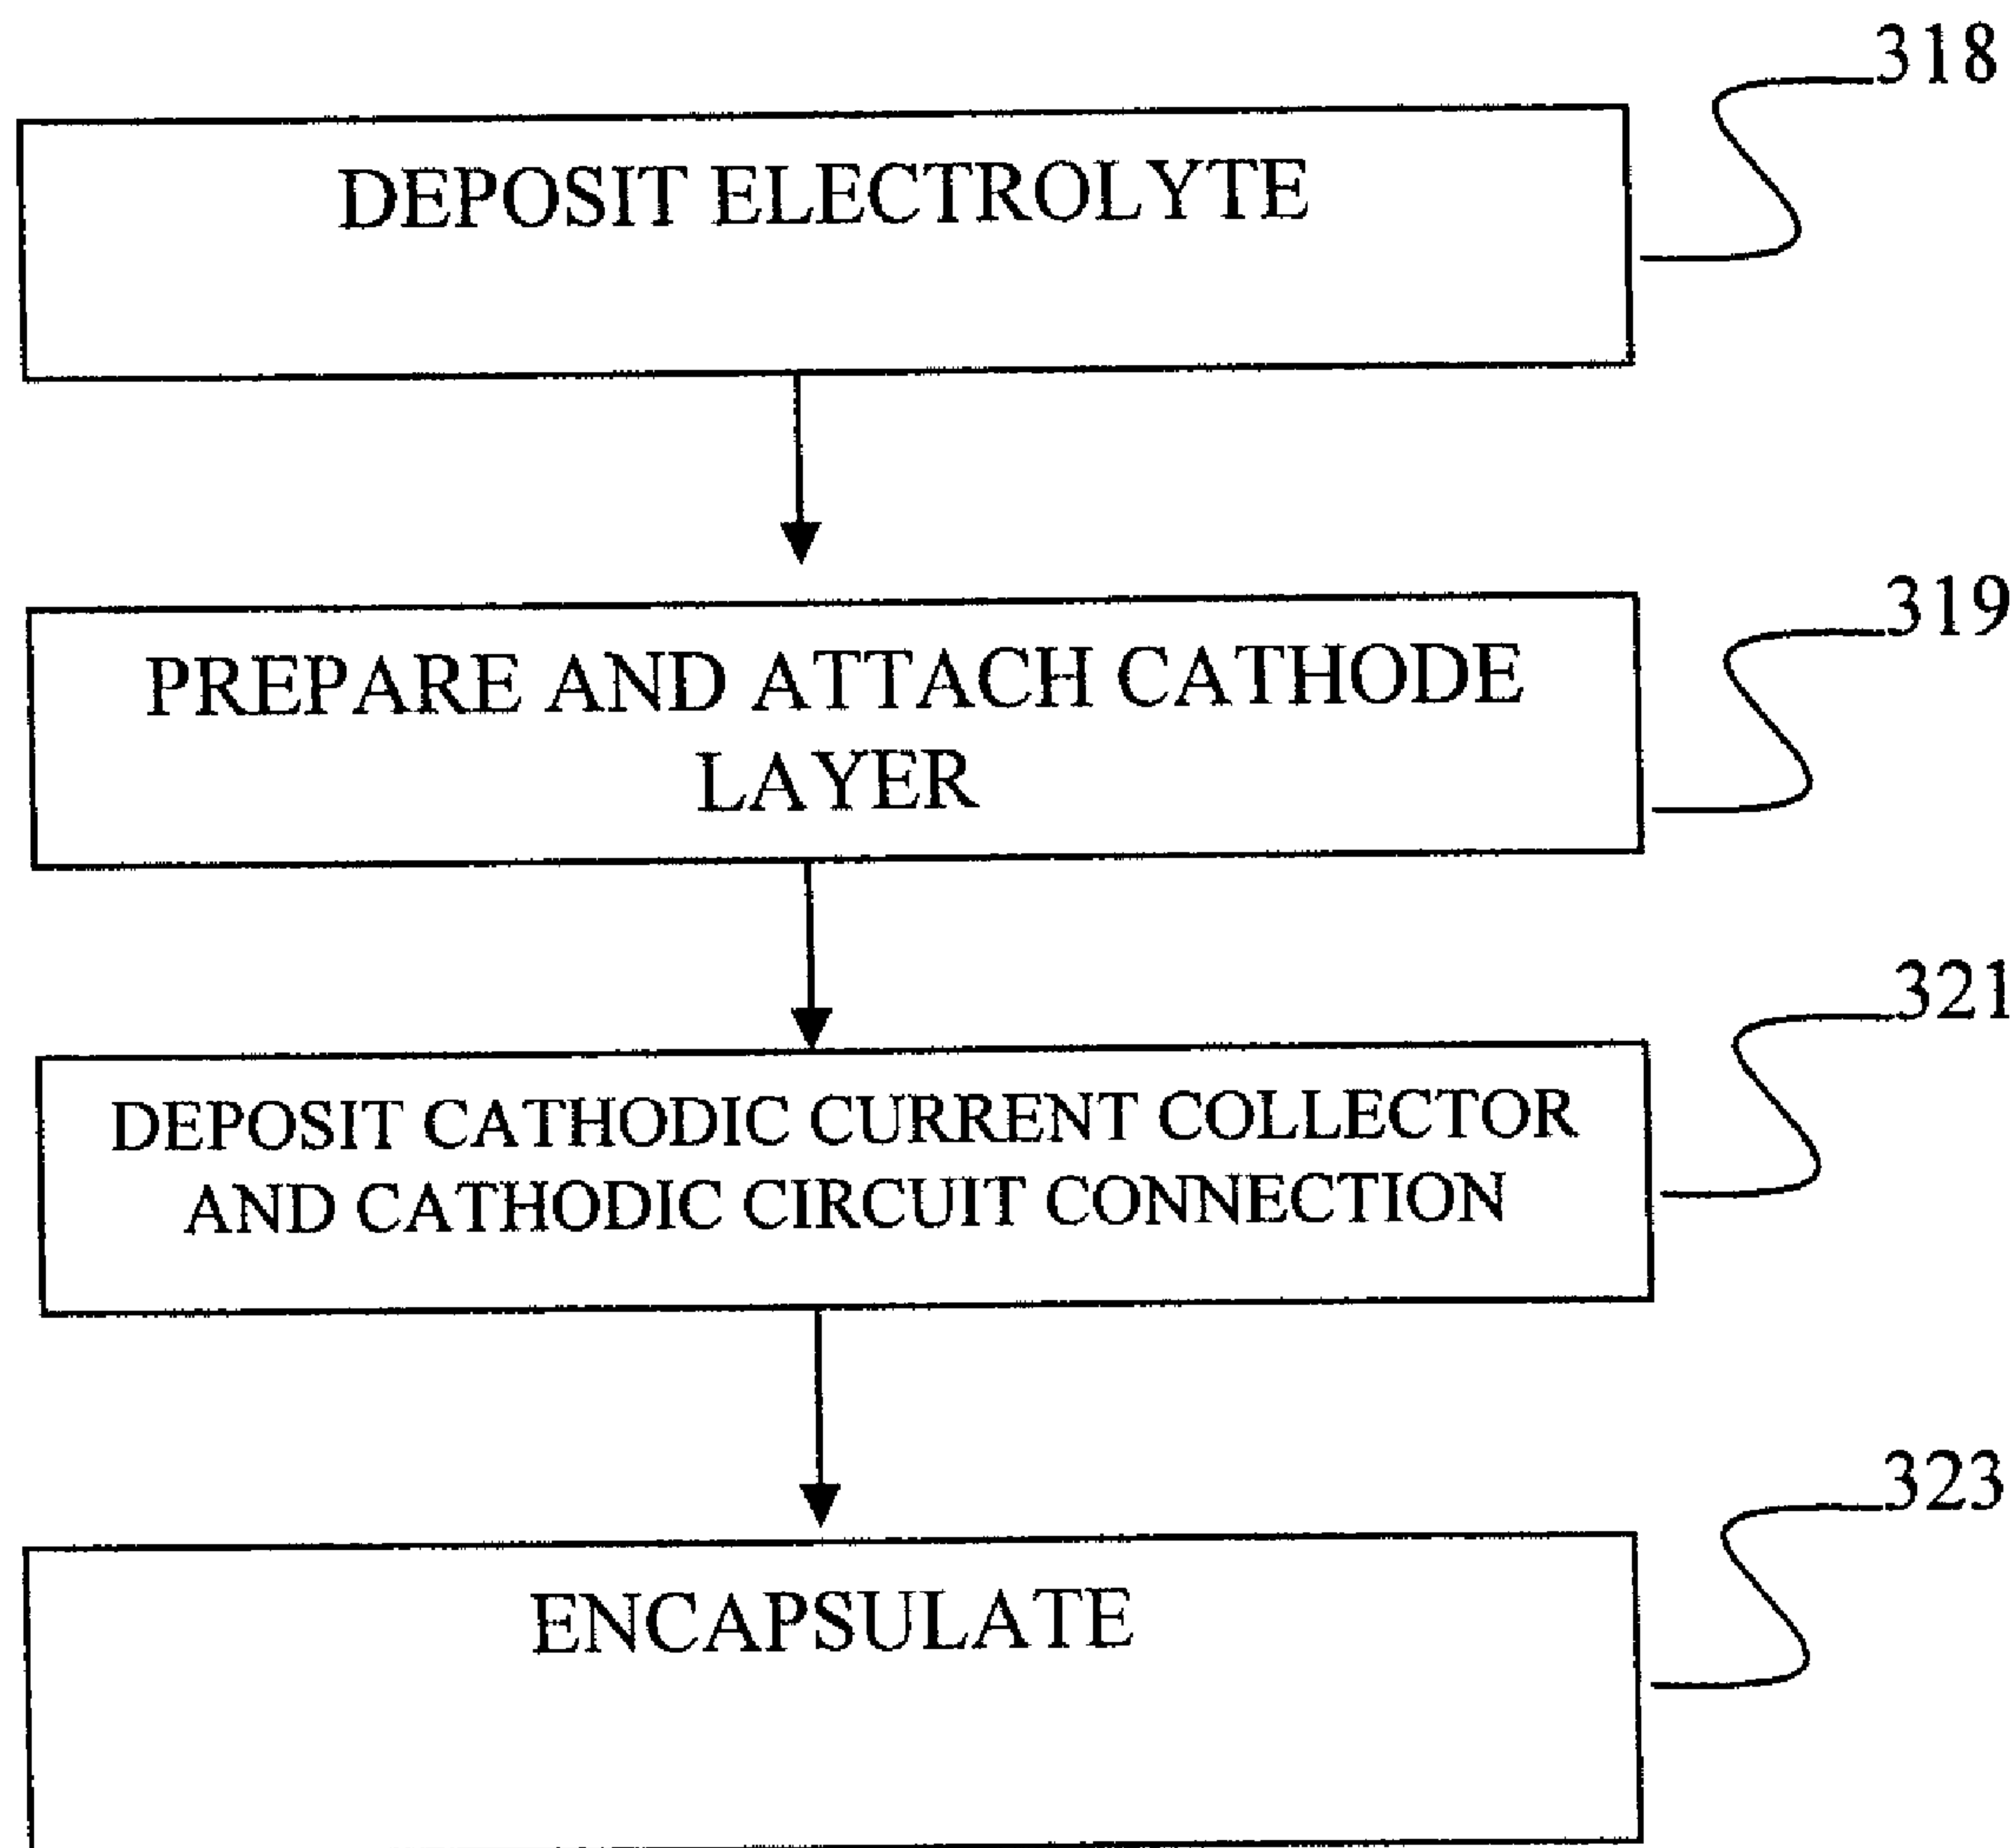 318
DEPOSIT ELECTROLYTE
319
PREPARE AND ATTACH CATHODE
LAYER
321
DEPOSIT CATHODIC CURRENT COLLECTOR
AND CATHODIC CIRCUIT CONNECTION
323
ENCAPSULATE